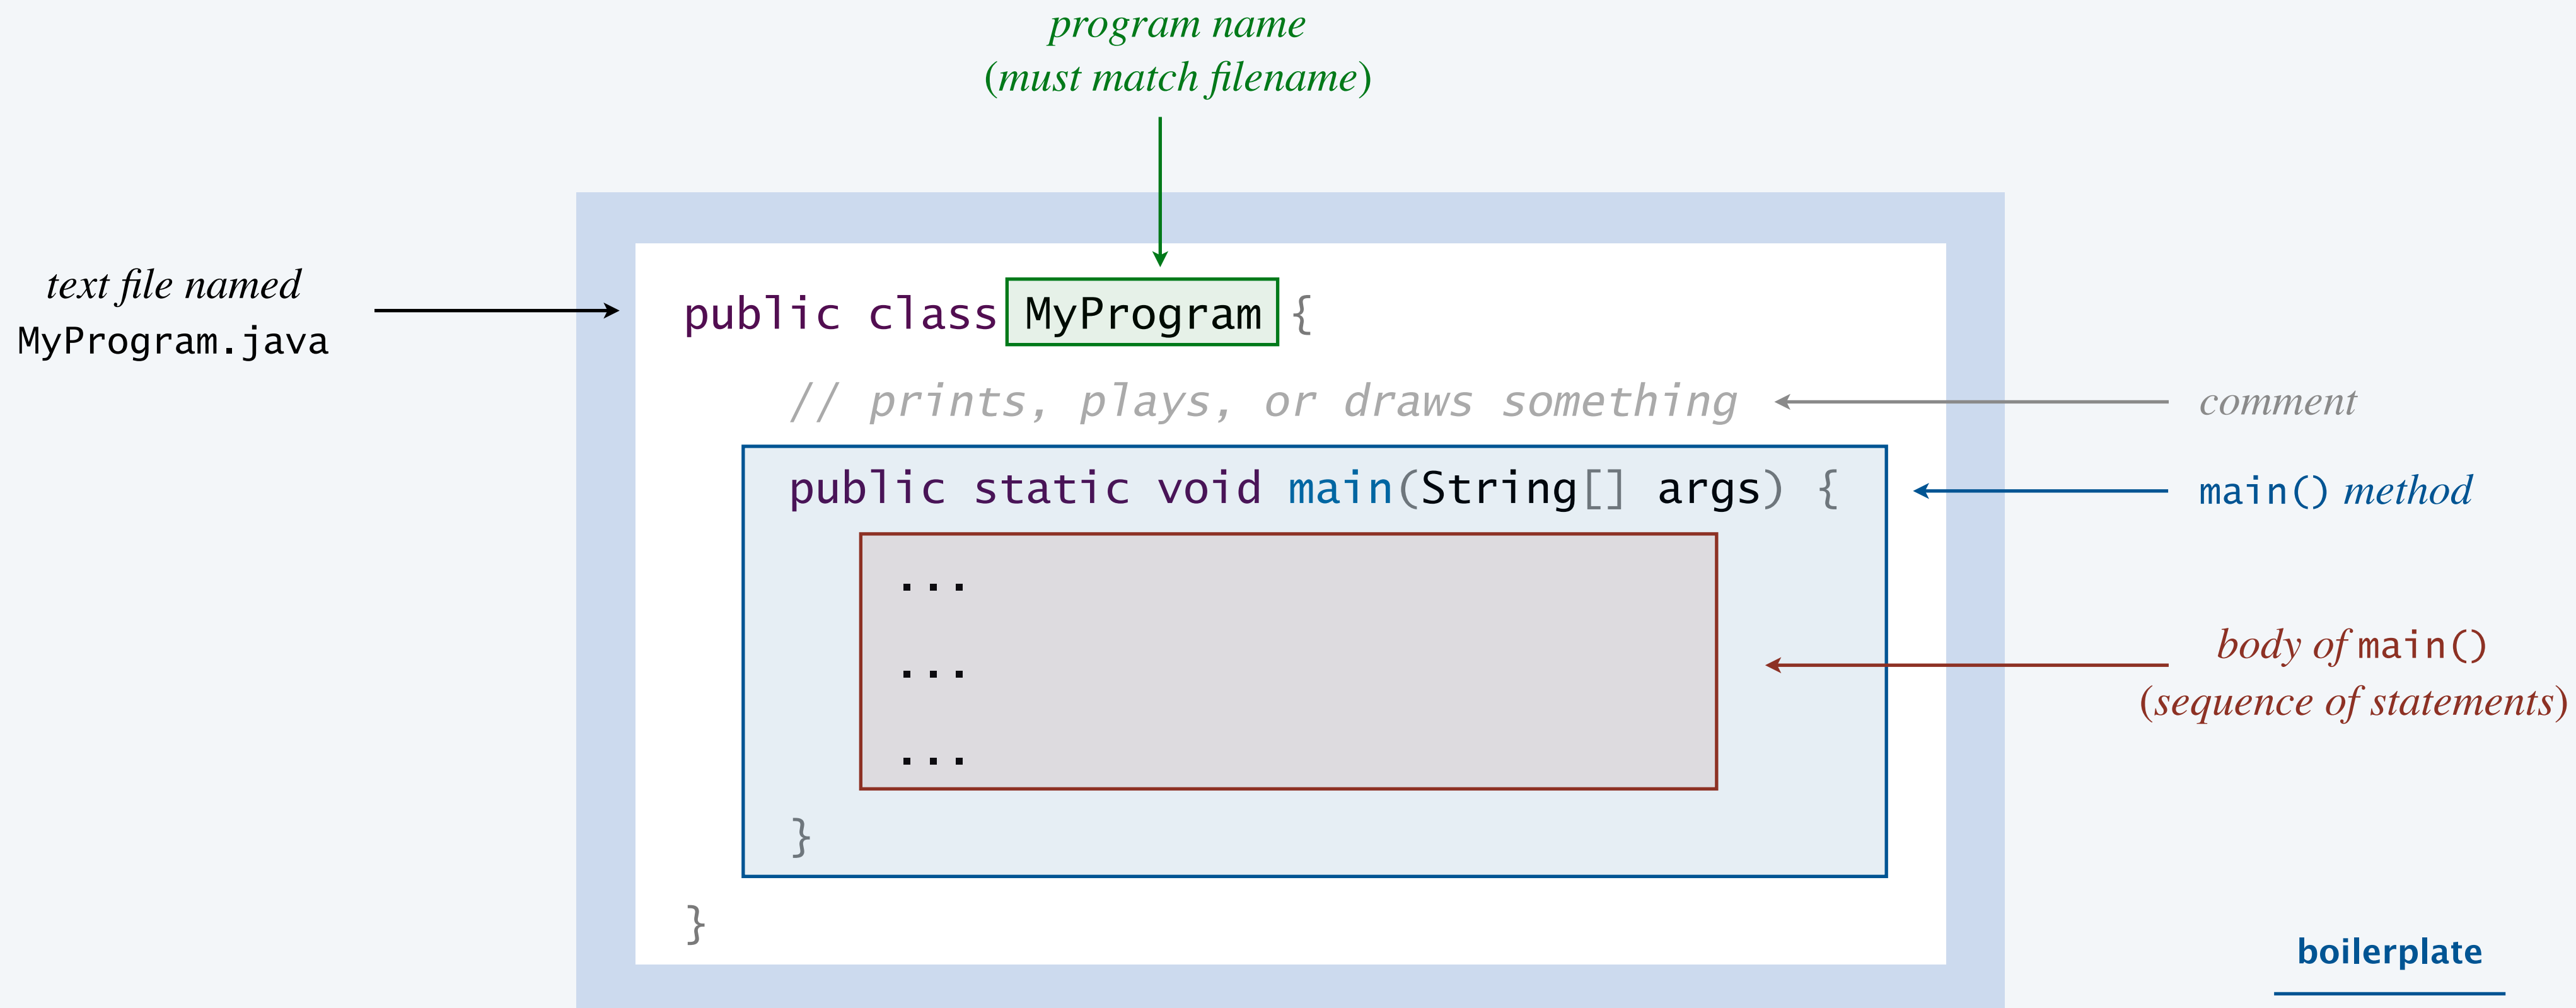 program name
(must match filename)
text file named
MyProgram.java
public class MyProgram {
// prints, plays, or draws something
comment
public static void main(String[] args) {
main() method
...
...
...
body of main()
(sequence of statements)
}
}
boilerplate